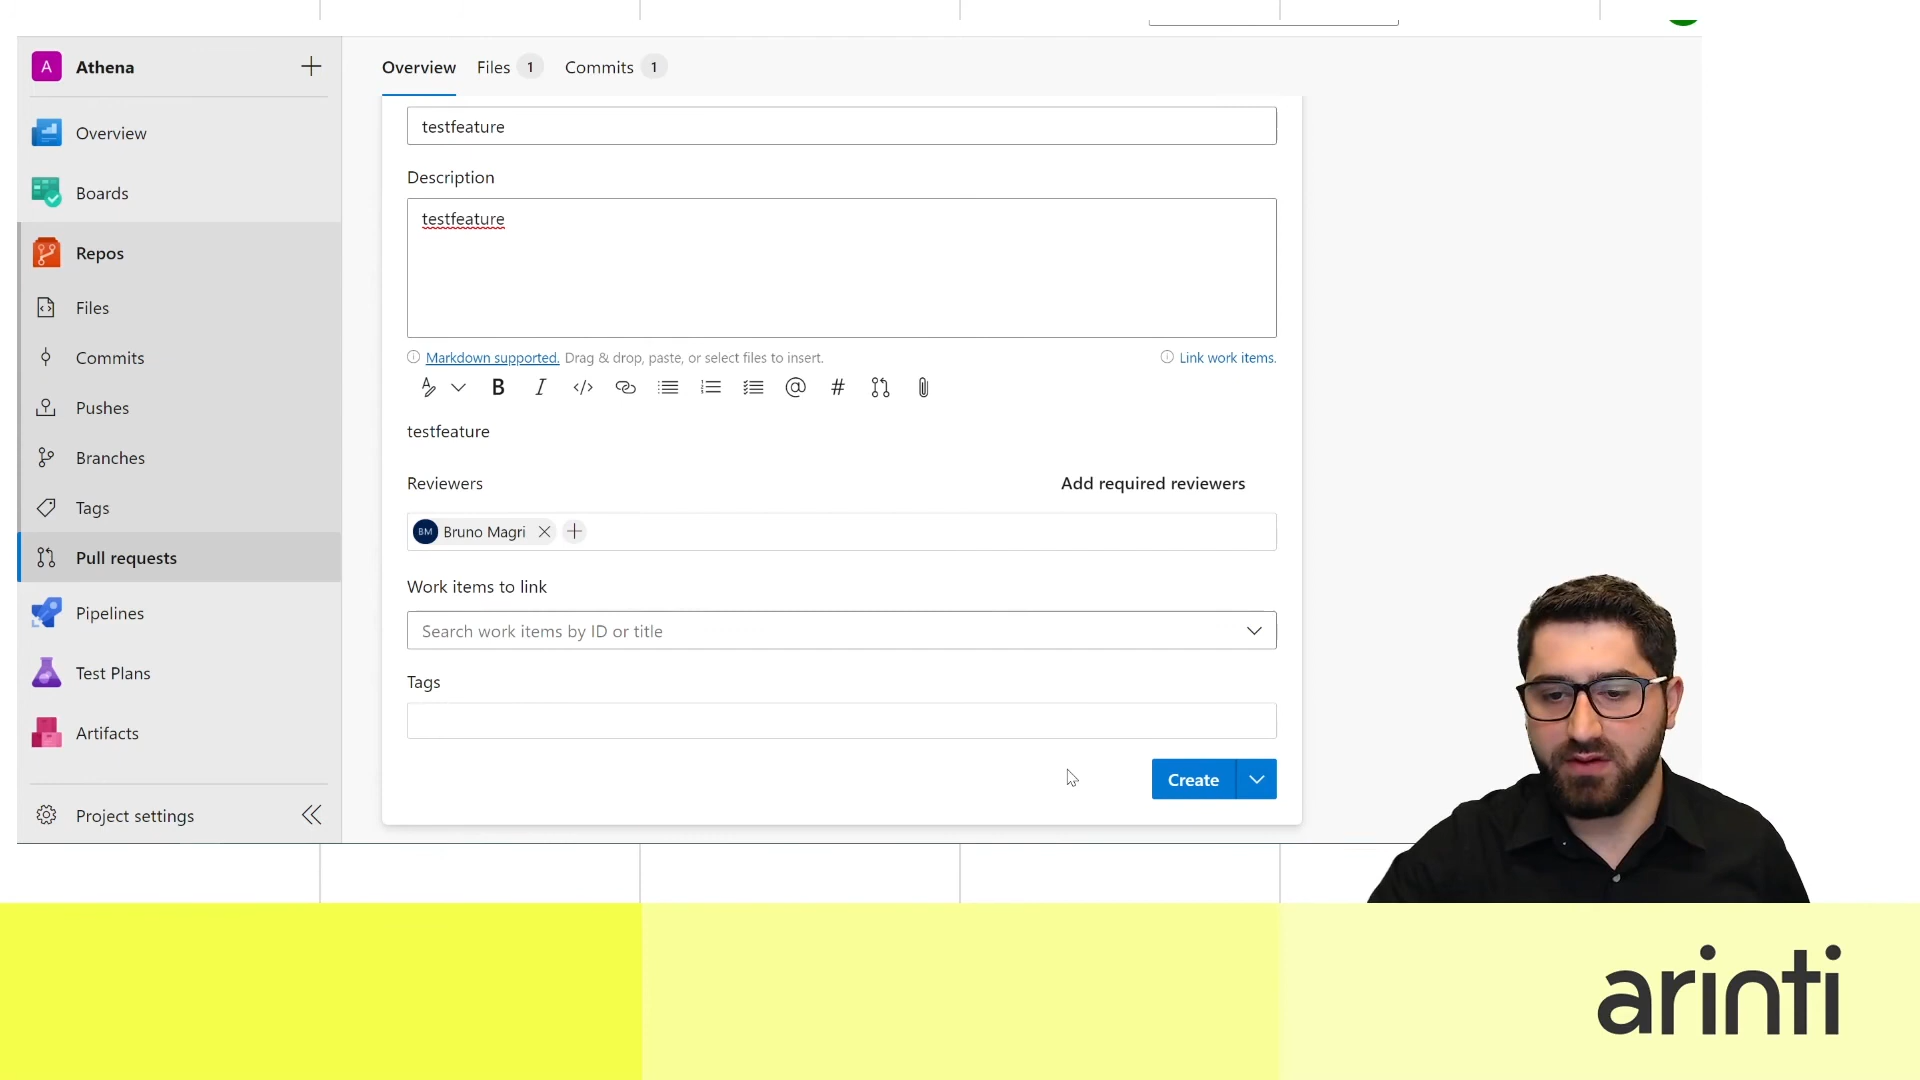 A Athena
Overview
Boards
Repos
Files
Commits
Pushes
Branches
Tags
Pull requests
Pipelines
Test Plans
Artifacts
Project settings
Overview Files 1 Commits 1
testfeature
Description
testfeature
Markdown supported. Drag & drop, paste, or select files to insert. Link work items.
B I </> @ #
testfeature
Reviewers Add required reviewers
BM Bruno Magri
Work items to link
Search work items by ID or title
Tags
Create
arinti